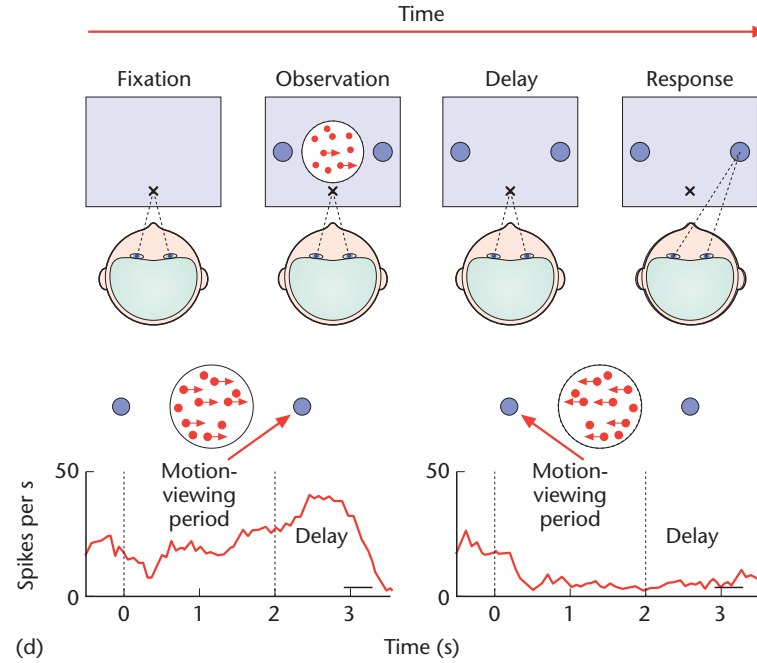 Time
Fixation Observation Delay Response
50
Spikes per s
0
Motion-
viewing
period
Delay
0 1 2 3
50
0
Motion-
viewing
period
Delay
0 1 2 3
(d)
Time (s)